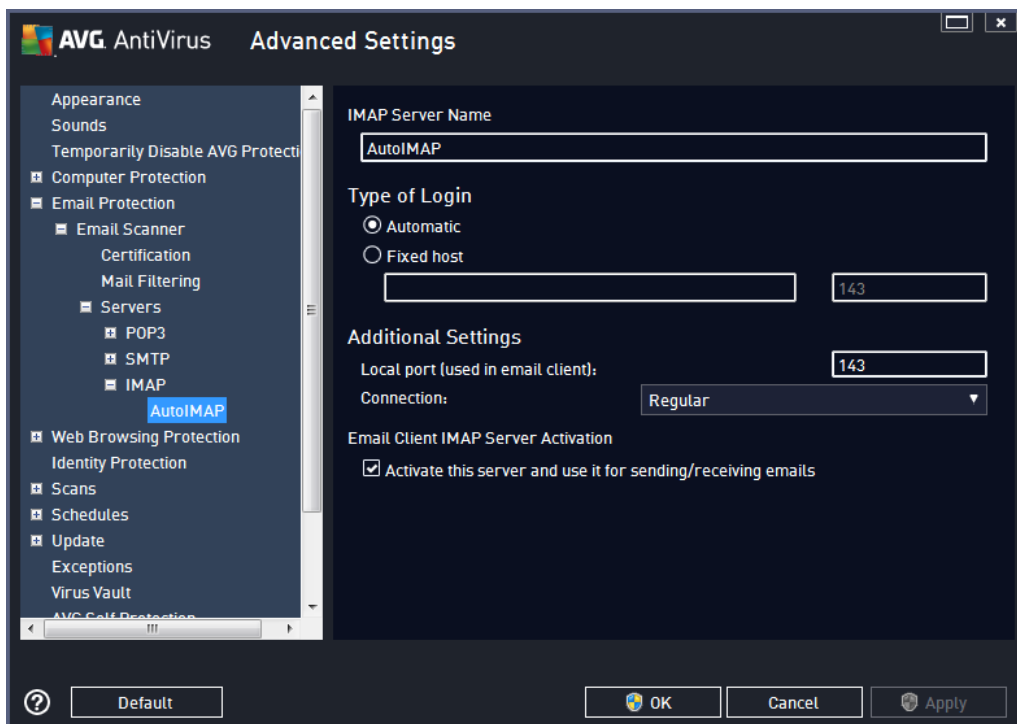 AVG. AntiVirus Advanced Settings
Appearance
Sounds
Temporarily Disable AVG Protecti
Computer Protection
Email Protection
Email Scanner
Certification
Mail Filtering
Servers
POP3
SMTP
IMAP
AutoIMAP
Web Browsing Protection
Identity Protection
Scans
Schedules
Update
Exceptions
Virus Vault
AVG Self Protection
IMAP Server Name
AutoIMAP
Type of Login
Automatic
Fixed host
143
Additional Settings
Local port (used in email client): 143
Connection: Regular
Email Client IMAP Server Activation
Activate this server and use it for sending/receiving emails
? Default OK Cancel Apply